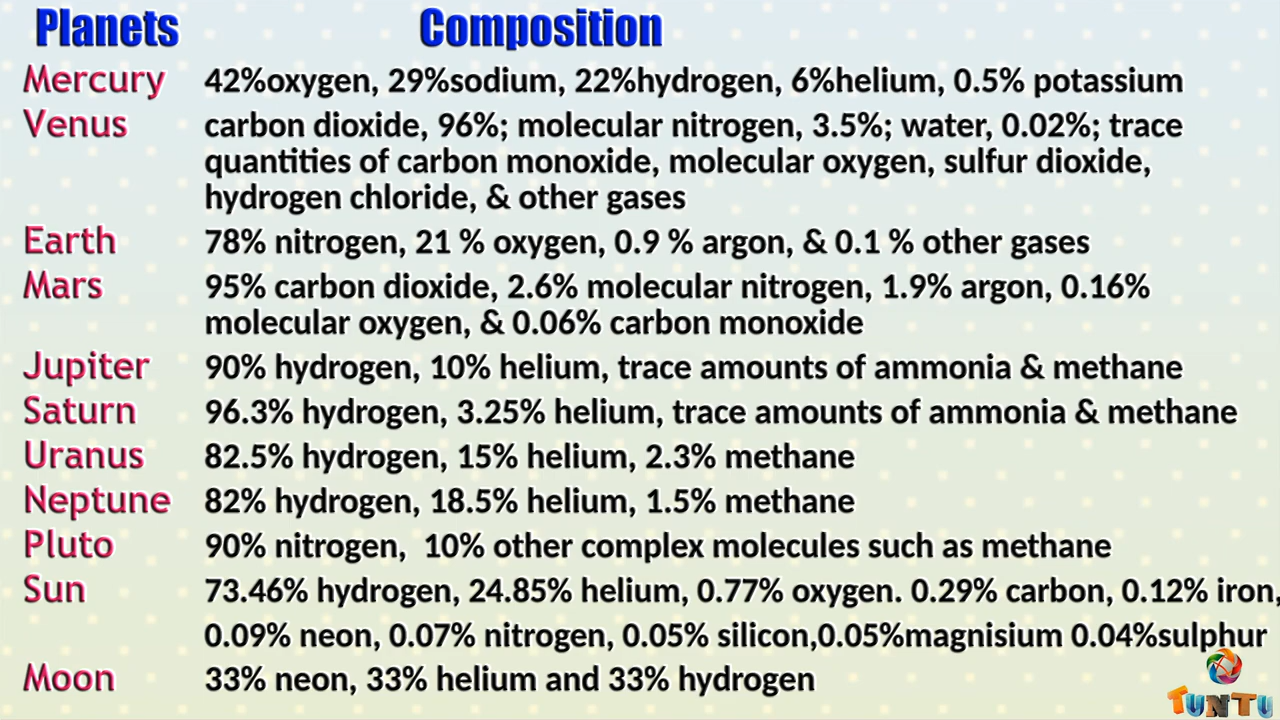 Planets Composition
Mercury 42%oxygen, 29%sodium, 22%hydrogen, 6%helium, 0.5% potassium
Venus carbon dioxide, 96%; molecular nitrogen, 3.5%; water, 0.02%; trace
quantities of carbon monoxide, molecular oxygen, sulfur dioxide,
hydrogen chloride, & other gases
Earth 78% nitrogen, 21 % oxygen, 0.9 % argon, & 0.1 % other gases
Mars 95% carbon dioxide, 2.6% molecular nitrogen, 1.9% argon, 0.16%
molecular oxygen, & 0.06% carbon monoxide
Jupiter 90% hydrogen, 10% helium, trace amounts of ammonia & methane
Saturn 96.3% hydrogen, 3.25% helium, trace amounts of ammonia & methane
Uranus 82.5% hydrogen, 15% helium, 2.3% methane
Neptune 82% hydrogen, 18.5% helium, 1.5% methane
Pluto 90% nitrogen, 10% other complex molecules such as methane
Sun 73.46% hydrogen, 24.85% helium, 0.77% oxygen. 0.29% carbon, 0.12% iron,
0.09% neon, 0.07% nitrogen, 0.05% silicon,0.05%magnisium 0.04%sulphur
Moon 33% neon, 33% helium and 33% hydrogen
TUNTU